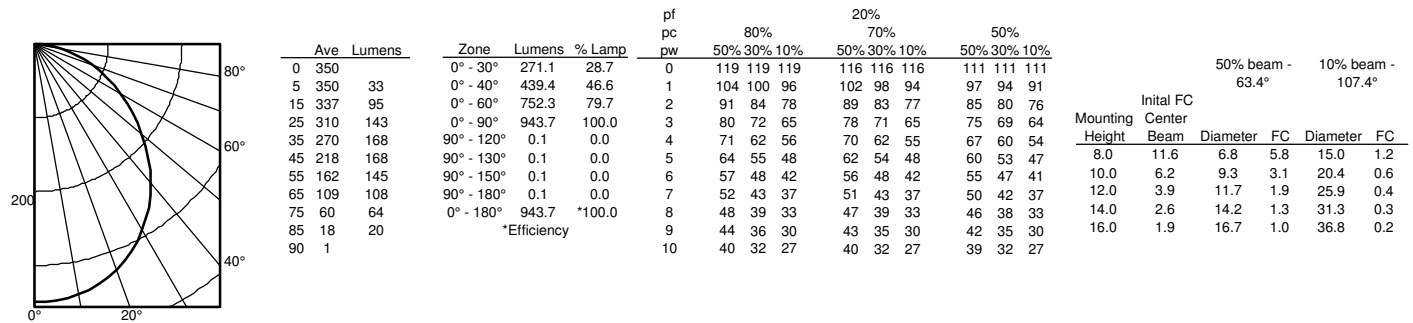 80°
60°
200
40°
0° 20°
Ave Lumens
0 350
5 350 33
15 337 95
25 310 143
35 270 168
45 218 168
55 162 145
65 109 108
75 60 64
85 18 20
90 1
Zone Lumens % Lamp
0° - 30° 271.1 28.7
0° - 40° 439.4 46.6
0° - 60° 752.3 79.7
0° - 90° 943.7 100.0
90° - 120° 0.1 0.0
90° - 130° 0.1 0.0
90° - 150° 0.1 0.0
90° - 180° 0.1 0.0
0° - 180° 943.7 *100.0
*Efficiency
pf 20%
pc 80% 70% 50%
pw 50% 30% 10% 50% 30% 10% 50% 30% 10%
0 119 119 119 116 116 116 111 111 111
1 104 100 96 102 98 94 97 94 91
2 91 84 78 89 83 77 85 80 76
3 80 72 65 78 71 65 75 69 64
4 71 62 56 70 62 55 67 60 54
5 64 55 48 62 54 48 60 53 47
6 57 48 42 56 48 42 55 47 41
7 52 43 37 51 43 37 50 42 37
8 48 39 33 47 39 33 46 38 33
9 44 36 30 43 35 30 42 35 30
10 40 32 27 40 32 27 39 32 27
50% beam - 10% beam -
63.4° 107.4°
Inital FC
Mounting Center
Height Beam Diameter FC Diameter FC
8.0 11.6 6.8 5.8 15.0 1.2
10.0 6.2 9.3 3.1 20.4 0.6
12.0 3.9 11.7 1.9 25.9 0.4
14.0 2.6 14.2 1.3 31.3 0.3
16.0 1.9 16.7 1.0 36.8 0.2